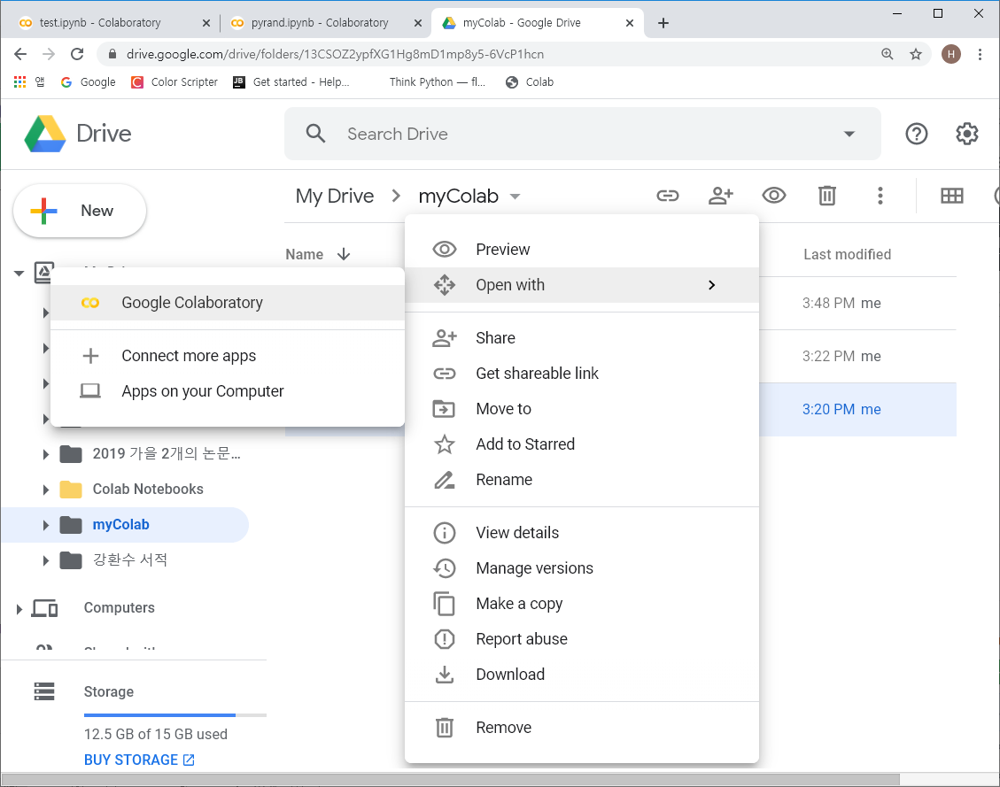 test.ipynb - Colaboratory
pyrand.ipynb - Colaboratory
myColab - Google Drive
drive.google.com/drive/folders/13CSOZ2ypfXG1Hg8mD1mp8y5-6VcP1hcn
H
앱 Google Color Scripter Get started - Help... Think Python — fl... Colab
Drive
Search Drive
New
My Drive myColab
Name
Last modified
Preview
Open with
Google Colaboratory
Connect more apps
Apps on your Computer
3:48 PM me
3:22 PM me
3:20 PM me
Share
Get shareable link
Move to
Add to Starred
Rename
View details
Manage versions
Make a copy
Report abuse
Download
Remove
2019 가을 2개의 논문...
Colab Notebooks
myColab
강환수 서적
Computers
Storage
12.5 GB of 15 GB used
BUY STORAGE